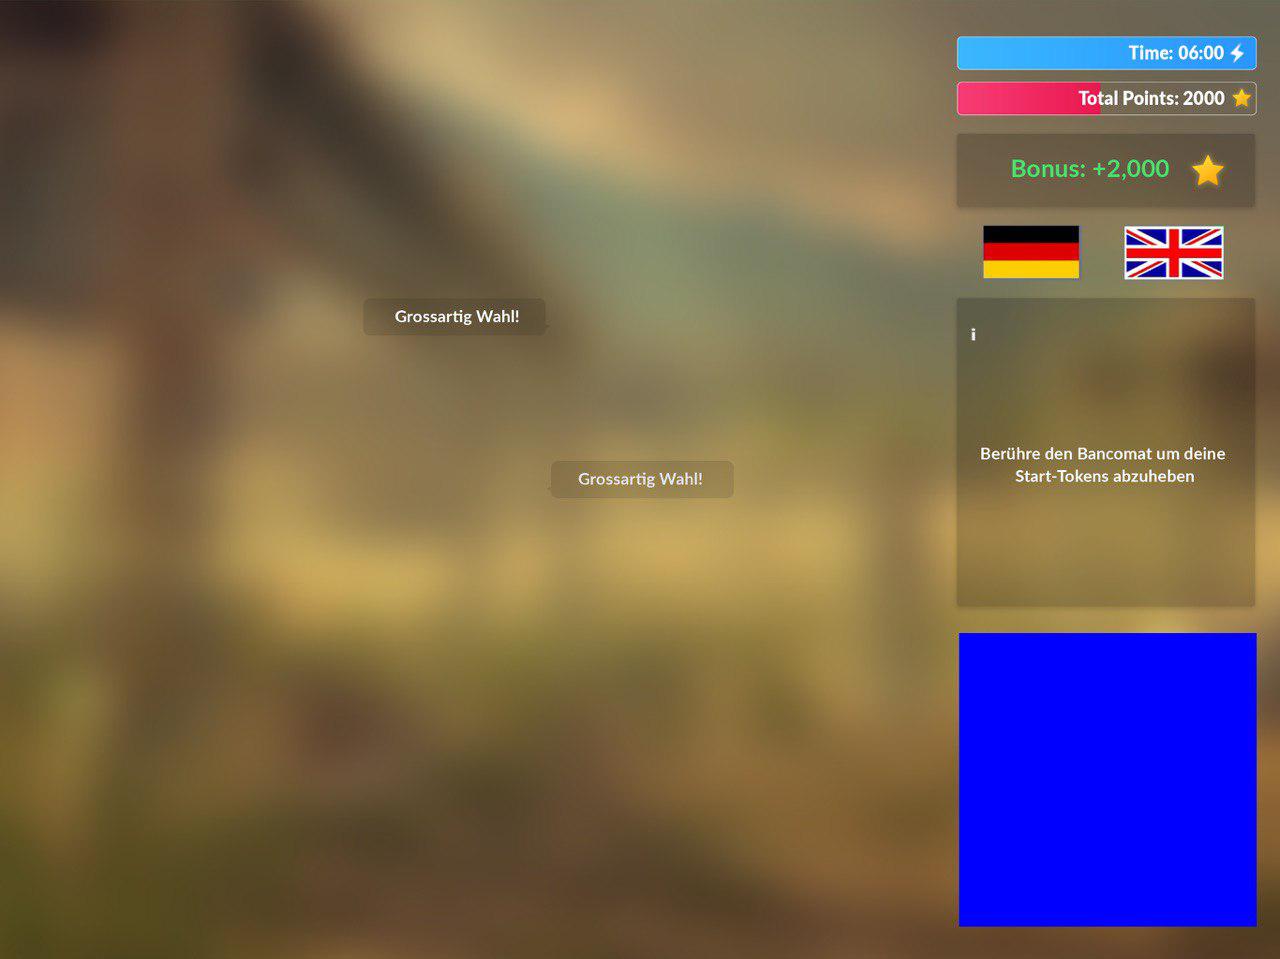 Time: 06:00
Total Points: 2000
Bonus: +2,000
Grossartig Wahl!
i
Berühre den Bancomat um deine
Start-Tokens abzuheben
Grossartig Wahl!